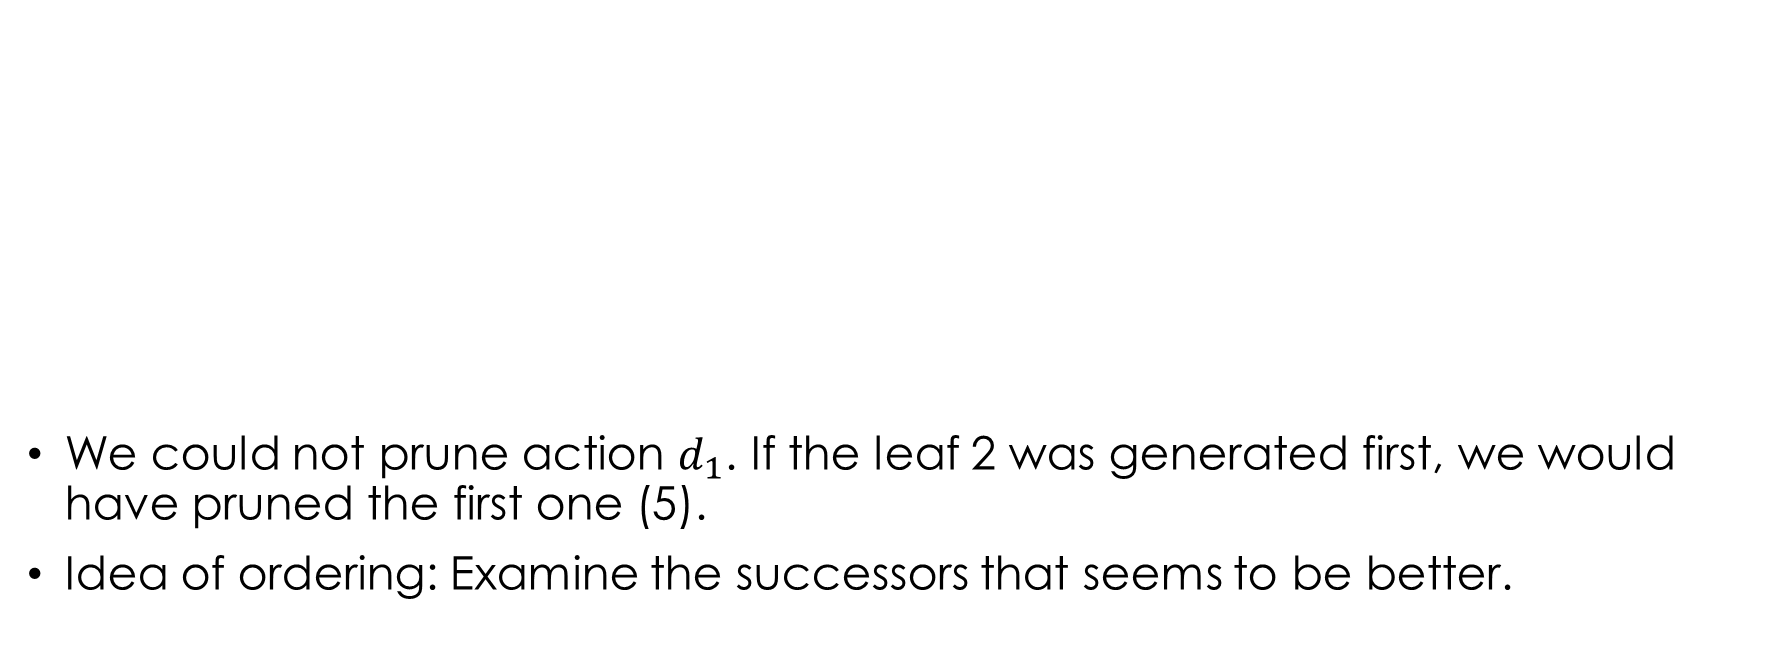 • We could not prune action d₁. If the leaf 2 was generated first, we would
have pruned the first one (5).
• Idea of ordering: Examine the successors that seems to be better.